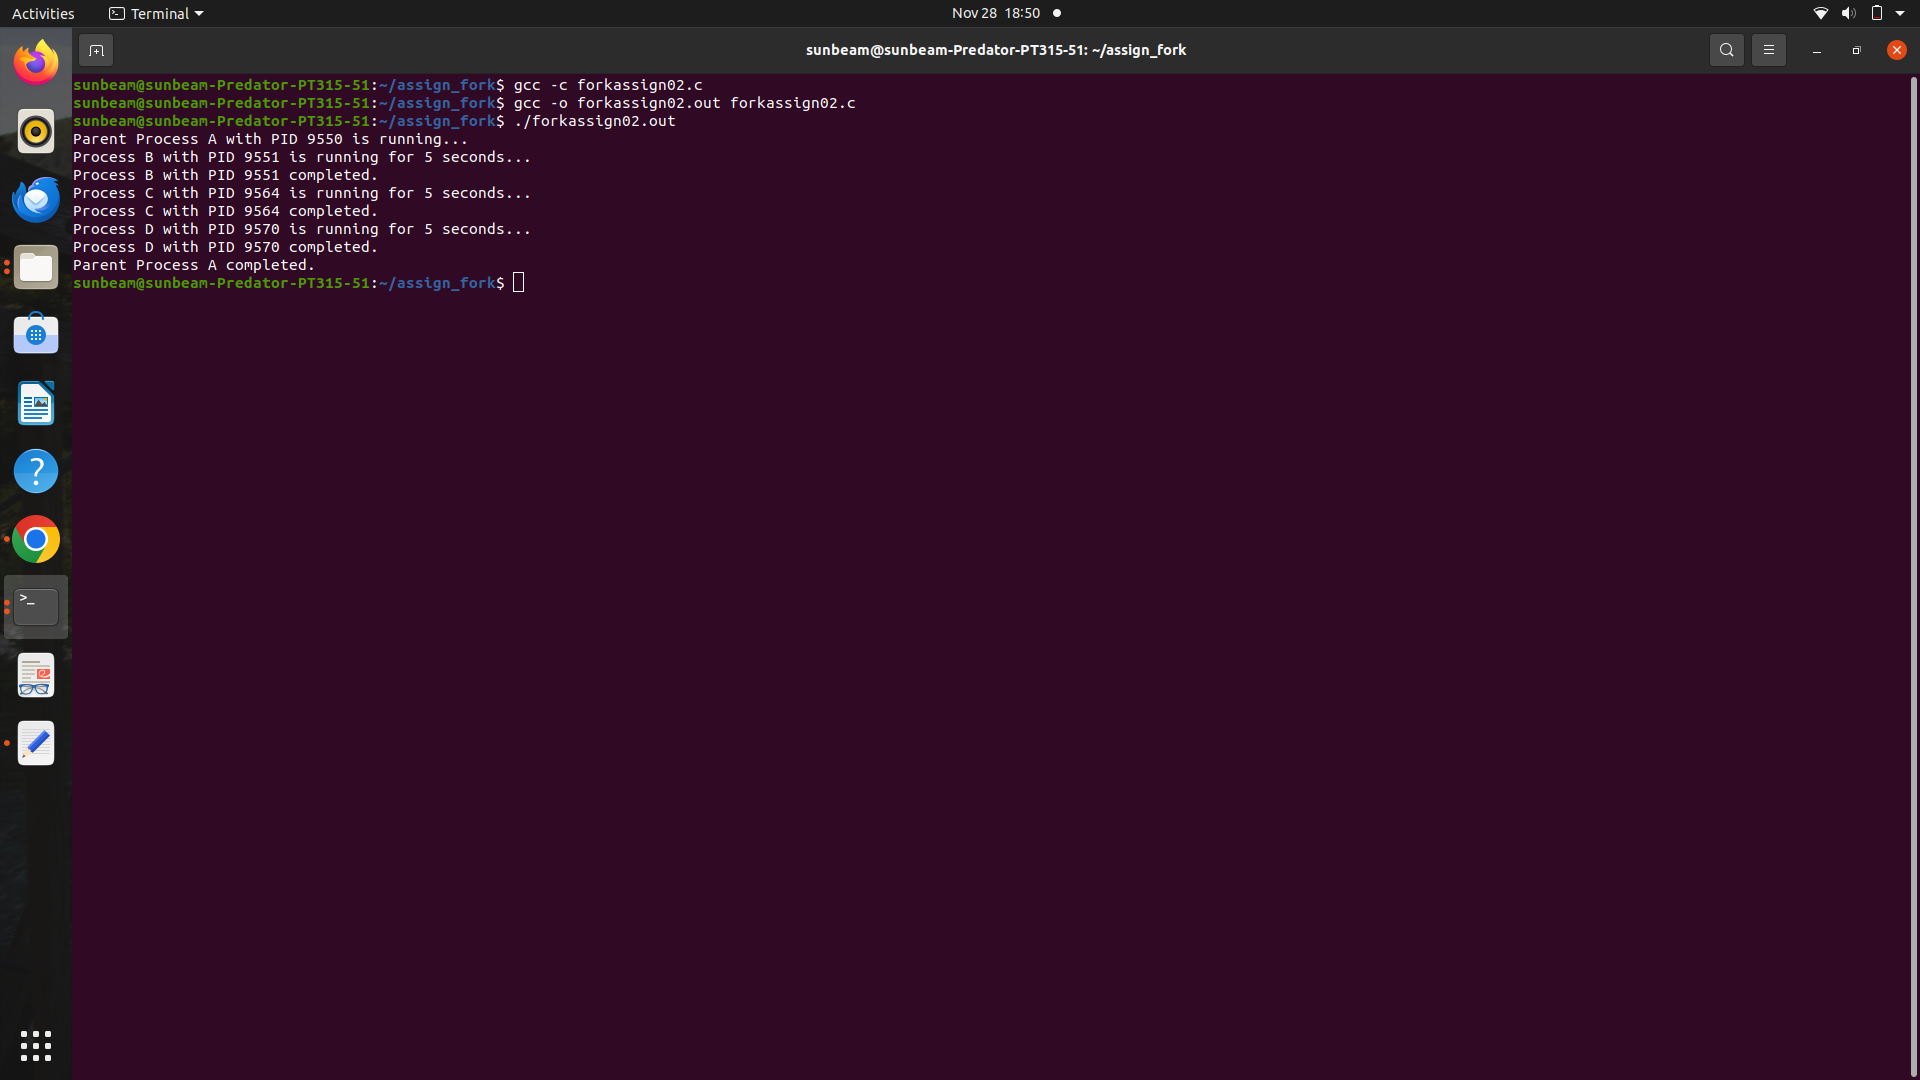 Activities
Terminal
Nov 28 18:50
sunbeam@sunbeam-Predator-PT315-51: ~/assign_fork
sunbeam@sunbeam-Predator-PT315-51:~/assign_fork$ gcc -c forkassign02.c
sunbeam@sunbeam-Predator-PT315-51:~/assign_fork$ gcc -o forkassign02.out forkassign02.c
sunbeam@sunbeam-Predator-PT315-51:~/assign_fork$ ./forkassign02.out
Parent Process A with PID 9550 is running...
Process B with PID 9551 is running for 5 seconds...
Process B with PID 9551 completed.
Process C with PID 9564 is running for 5 seconds...
Process C with PID 9564 completed.
Process D with PID 9570 is running for 5 seconds...
Process D with PID 9570 completed.
Parent Process A completed.
sunbeam@sunbeam-Predator-PT315-51:~/assign_fork$